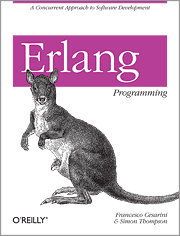 A Concurrent Approach to Software Development
Erlang
Programming
O'REILLY®
Francesco Cesarini
& Simon Thompson